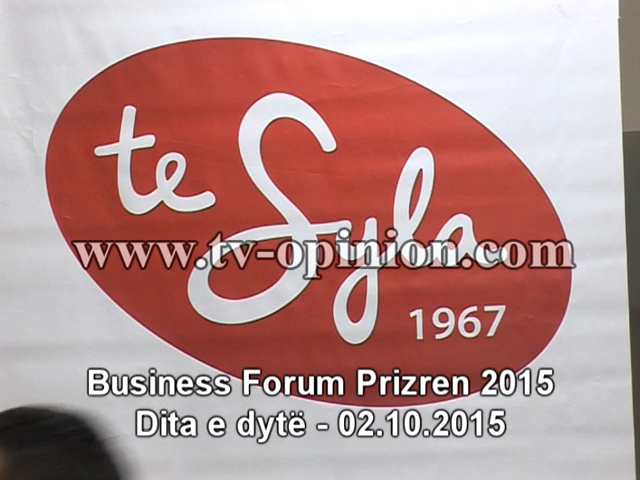 te Syla
www.tv-opinion.com
1967
Business Forum Prizren 2015
Dita e dytë - 02.10.2015